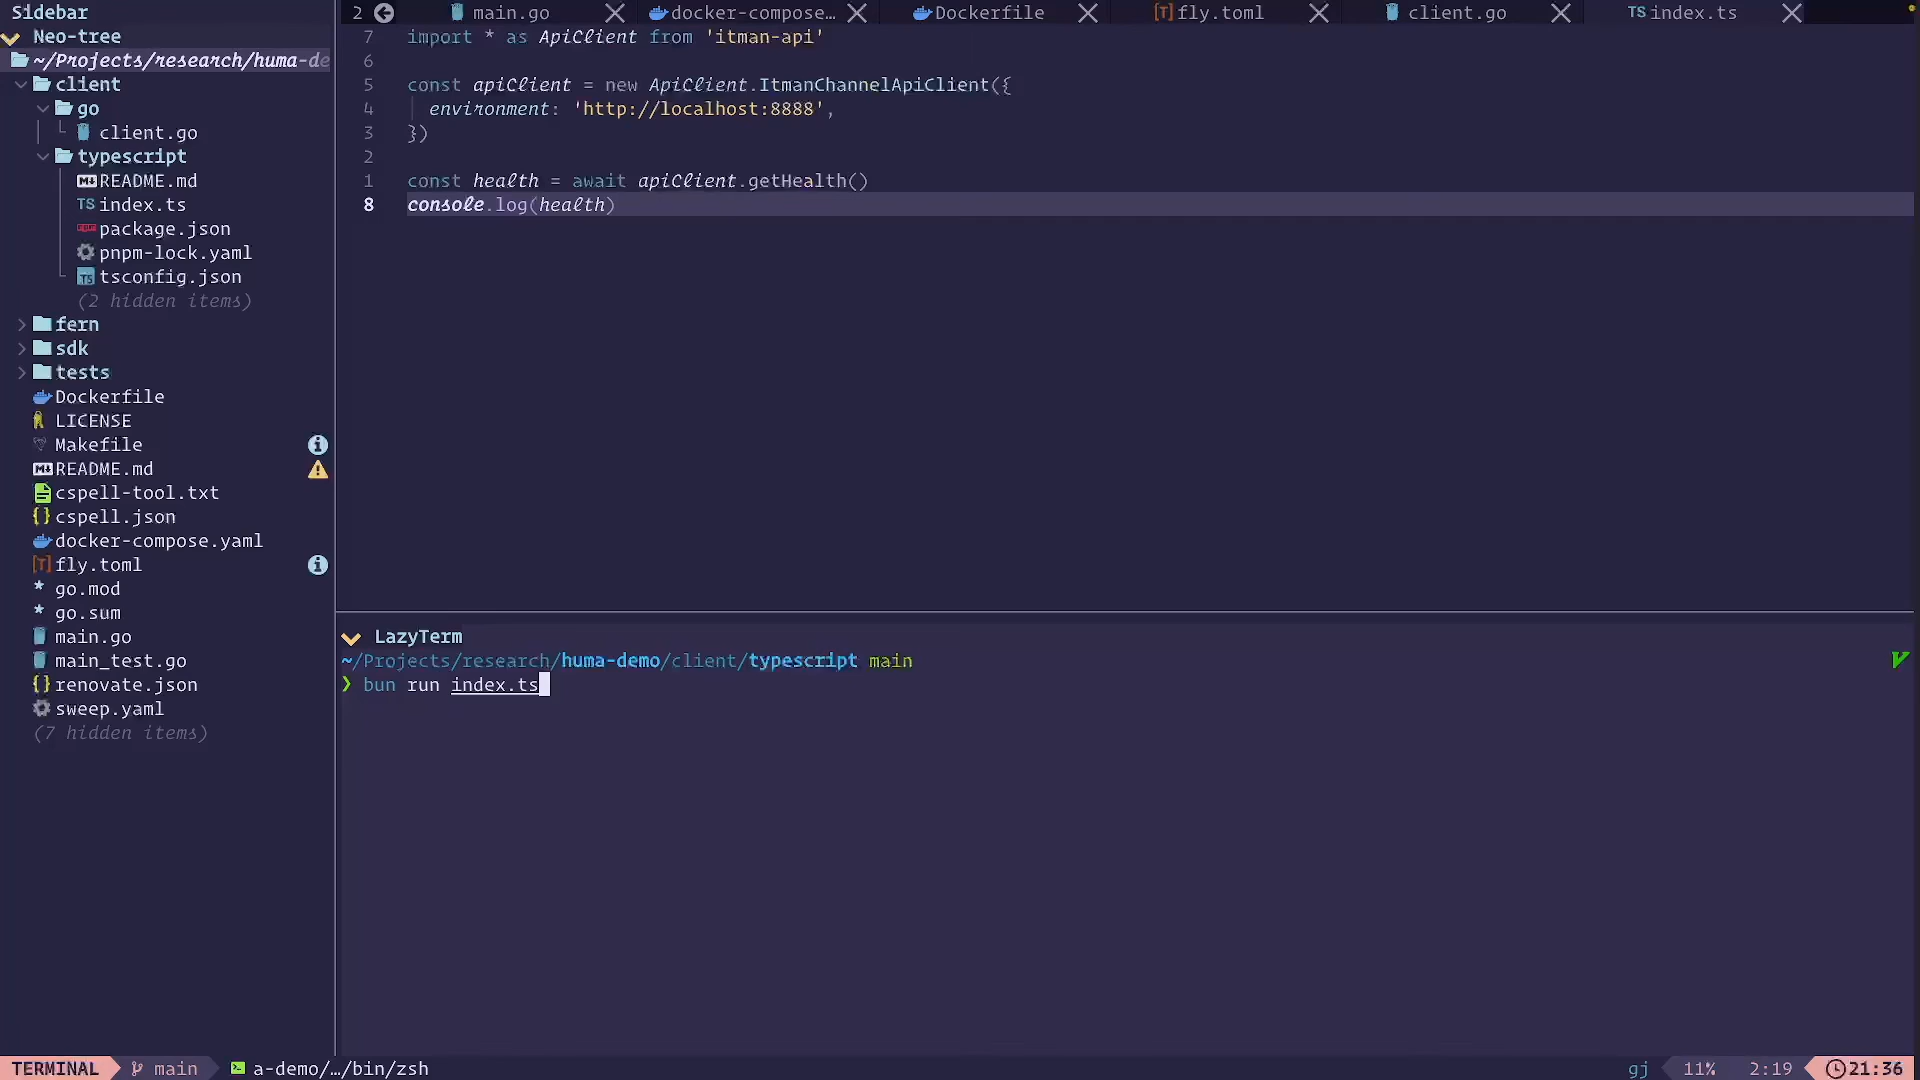 Sidebar
Neo-tree
~/Projects/research/huma-de
client
go
client.go
typescript
README.md
TS index.ts
package.json
pnpm-lock.yaml
tsconfig.json
(2 hidden items)
fern
sdk
tests
Dockerfile
LICENSE
Makefile
README.md
cspell-tool.txt
{} cspell.json
docker-compose.yaml
[T] fly.toml
* go.mod
* go.sum
main.go
main_test.go
{} renovate.json
sweep.yaml
(7 hidden items)
2 main.go docker-compose… Dockerfile [T] fly.toml client.go TS index.ts
7 import * as ApiClient from 'itman-api'
6
5 const apiClient = new ApiClient.ItmanChannelApiClient({
4 environment: 'http://localhost:8888',
3 })
2
1 const health = await apiClient.getHealth()
8 console.log(health)
LazyTerm
~/Projects/research/huma-demo/client/typescript main
❯ bun run index.ts
TERMINAL main a-demo/…/bin/zsh gj 11% 2:19 21:36